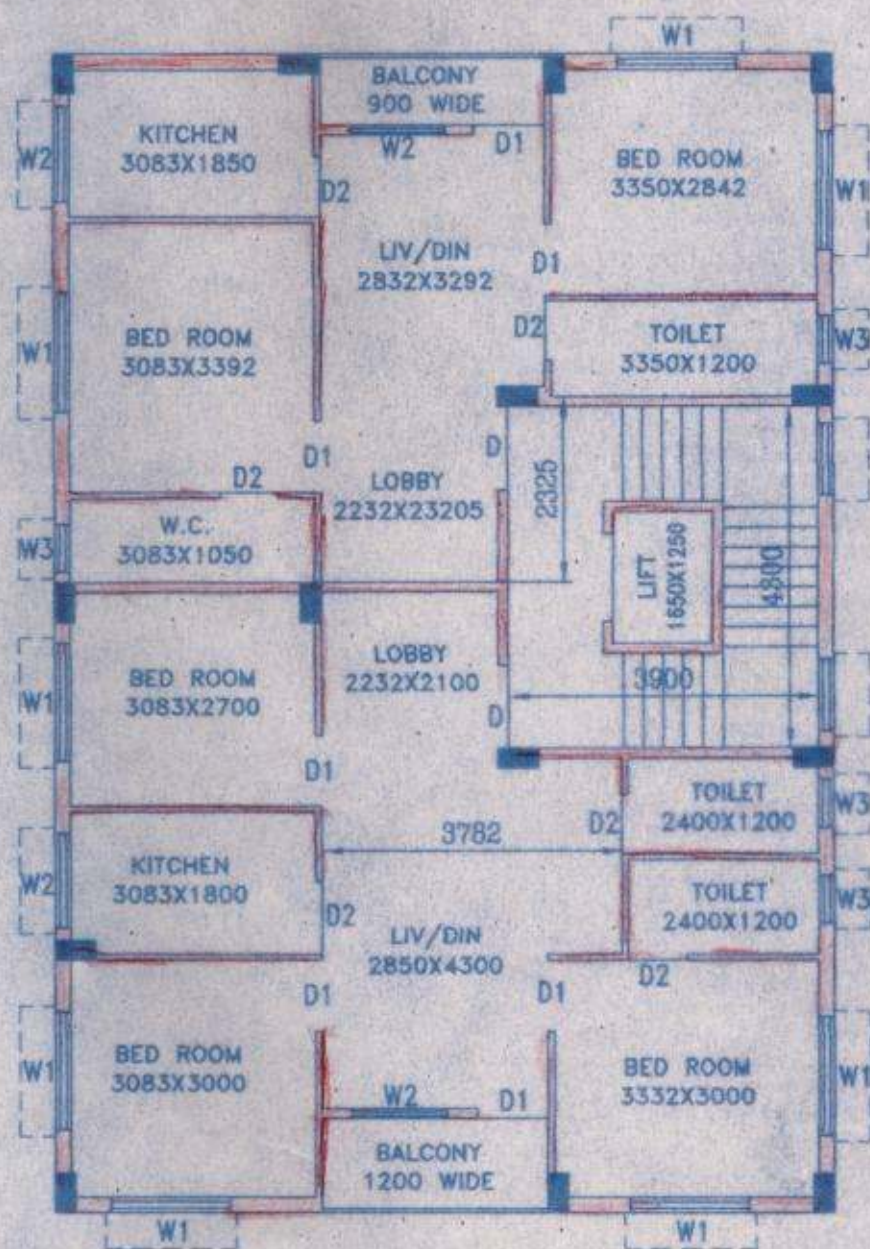 W1
BALCONY
900 WIDE
KITCHEN
3083X1850
W2
W2
D1
BED ROOM
3350X2842
W1
D2
LIV/DIN
2832X3292
D1
BED ROOM
3083X3392
W1
D2
TOILET
3350X1200
W3
D1
D
D2
LOBBY
2232X23205
2325
W.C.
3083X1050
W3
LIFT
1650X1250
4800
LOBBY
2232X2100
BED ROOM
3083X2700
W1
3900
D
D1
TOILET
2400X1200
W3
D2
3782
KITCHEN
3083X1800
W2
D2
TOILET
2400X1200
W3
LIV/DIN
2850X4300
D2
D1
D1
BED ROOM
3083X3000
W1
BED ROOM
3332X3000
W1
W2
D1
BALCONY
1200 WIDE
W1
W1